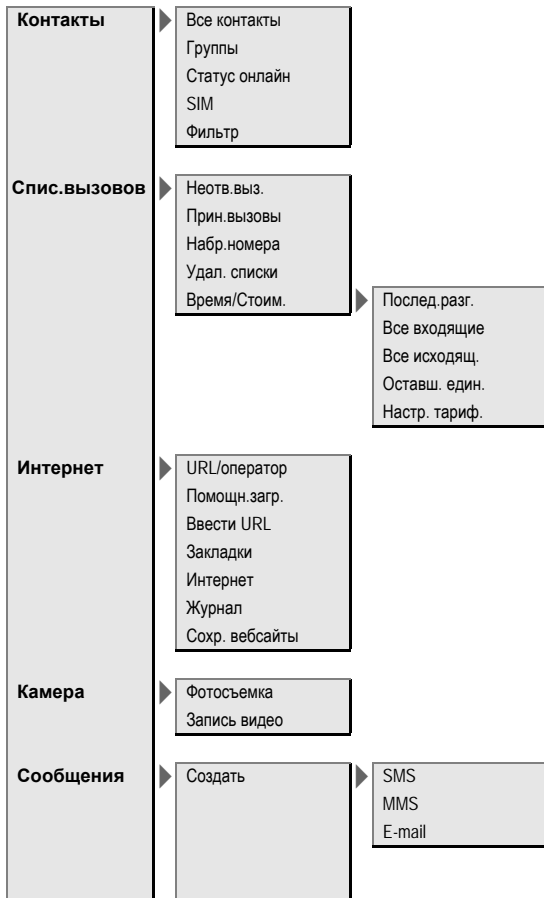 Контакты
Все контакты
Группы
Статус онлайн
SIM
Фильтр
Спис.вызовов
Неотв.выз.
Прин.вызовы
Набр.номера
Удал. списки
Время/Стоим.
Послед.разг.
Все входящие
Все исходящ.
Оставш. един.
Настр. тариф.
Интернет
URL/оператор
Помощн.загр.
Ввести URL
Закладки
Интернет
Журнал
Сохр. вебсайты
Камера
Фотосъемка
Запись видео
Сообщения
Создать
SMS
MMS
E-mail